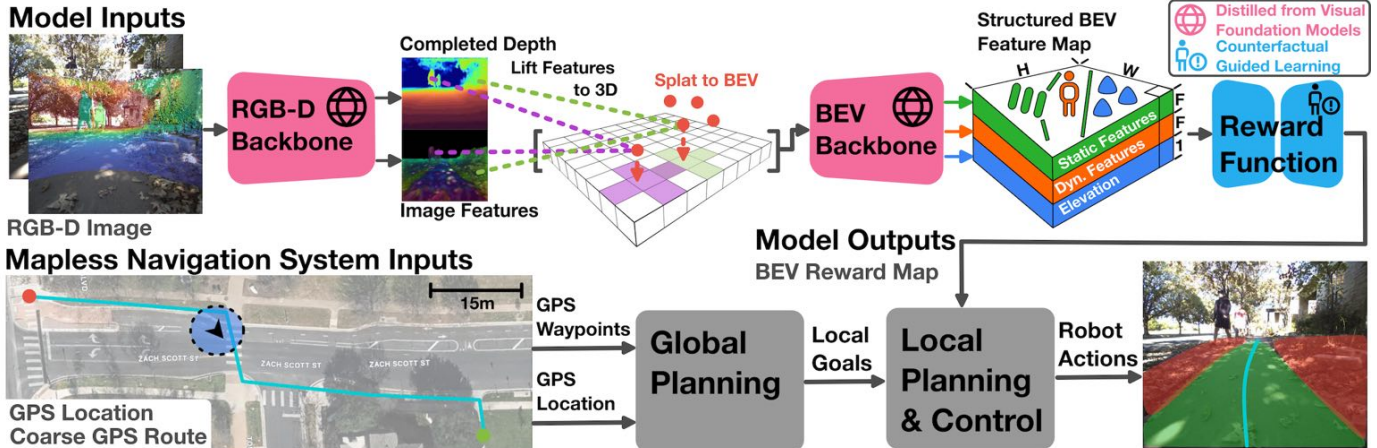 Model Inputs
RGB-D Image
RGB-D
Backbone
Completed Depth
Lift Features
to 3D
Image Features
Splat to BEV
BEV
Backbone
Structured BEV
Feature Map
H
W
F
F
1
Static Features
Dyn. Features
Elevation
Distilled from Visual
Foundation Models
Counterfactual
Guided Learning
Reward
Function
Model Outputs
BEV Reward Map
Mapless Navigation System Inputs
15m
ZACH SCOTT ST
ZACH SCOTT ST
ZACH SCOTT ST
GPS Location
Coarse GPS Route
GPS
Waypoints
GPS
Location
Global
Planning
Local
Goals
Local
Planning
& Control
Robot
Actions